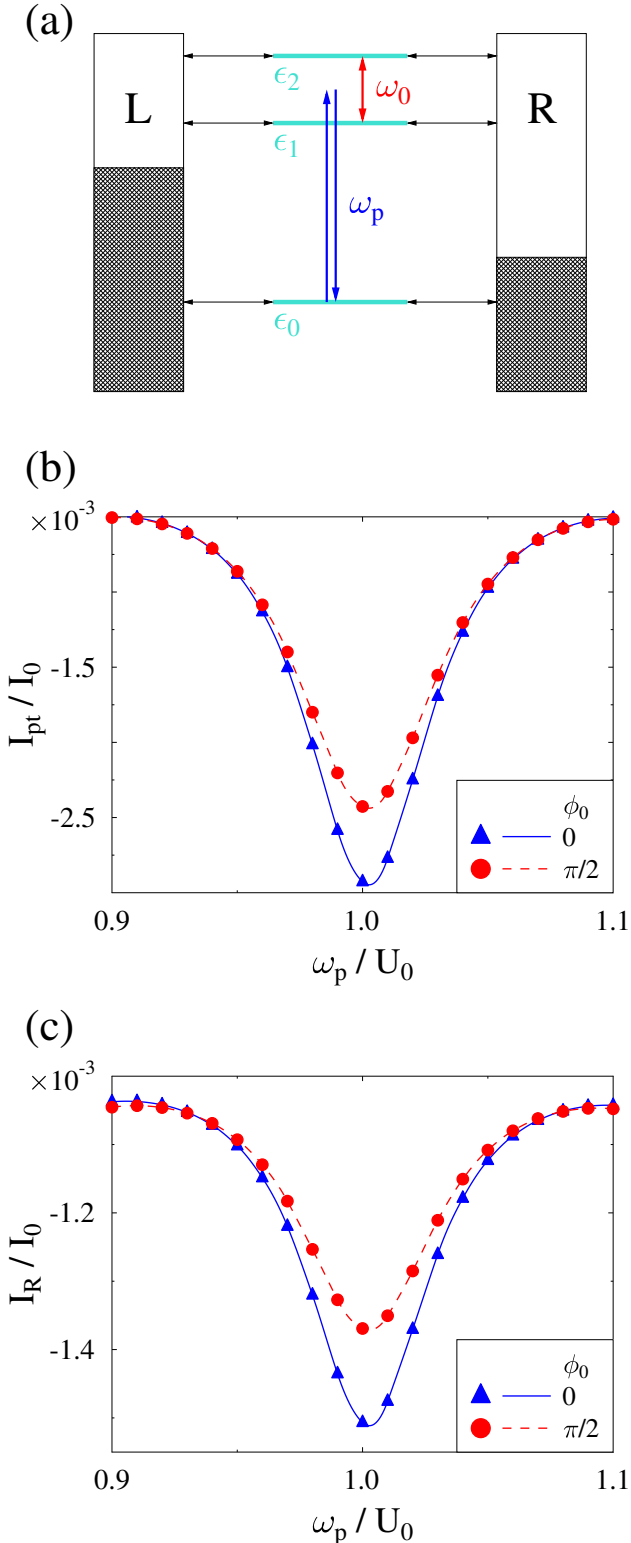 (a)
L
R
ϵ₂
ω₀
ϵ₁
ωₚ
ϵ₀
(b)
×10⁻³
-1.5
-2.5
I_pt / I₀
ϕ₀
0
π/2
0.9 1.0 1.1
ωₚ / U₀
(c)
×10⁻³
-1.2
-1.4
I_R / I₀
ϕ₀
0
π/2
0.9 1.0 1.1
ωₚ / U₀